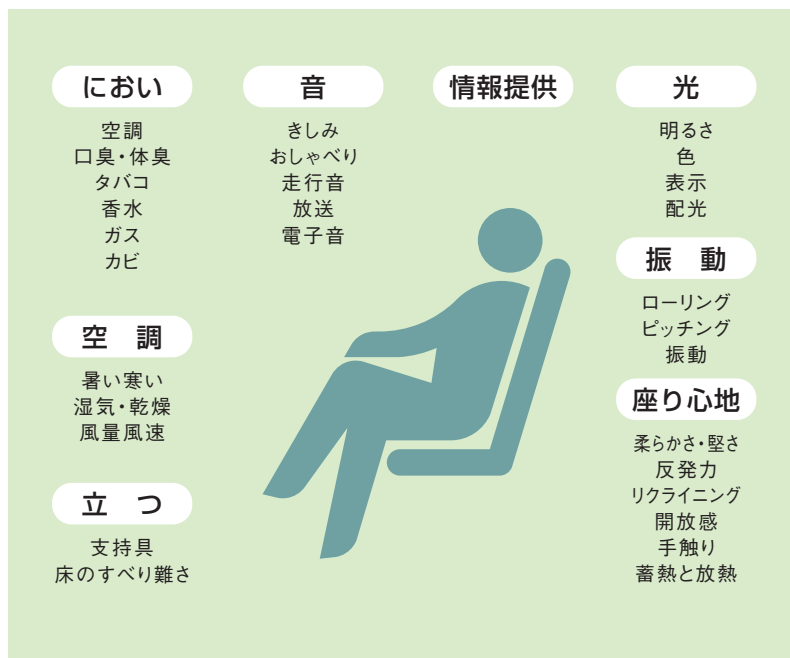 におい
空調
口臭・体臭
タバコ
香水
ガス
カビ
音
きしみ
おしゃべり
走行音
放送
電子音
情報提供
光
明るさ
色
表示
配光
振　動
ローリング
ピッチング
振動
空　調
暑い寒い
湿気・乾燥
風量風速
座り心地
柔らかさ・堅さ
反発力
リクライニング
開放感
手触り
蓄熱と放熱
立　つ
支持具
床のすべり難さ